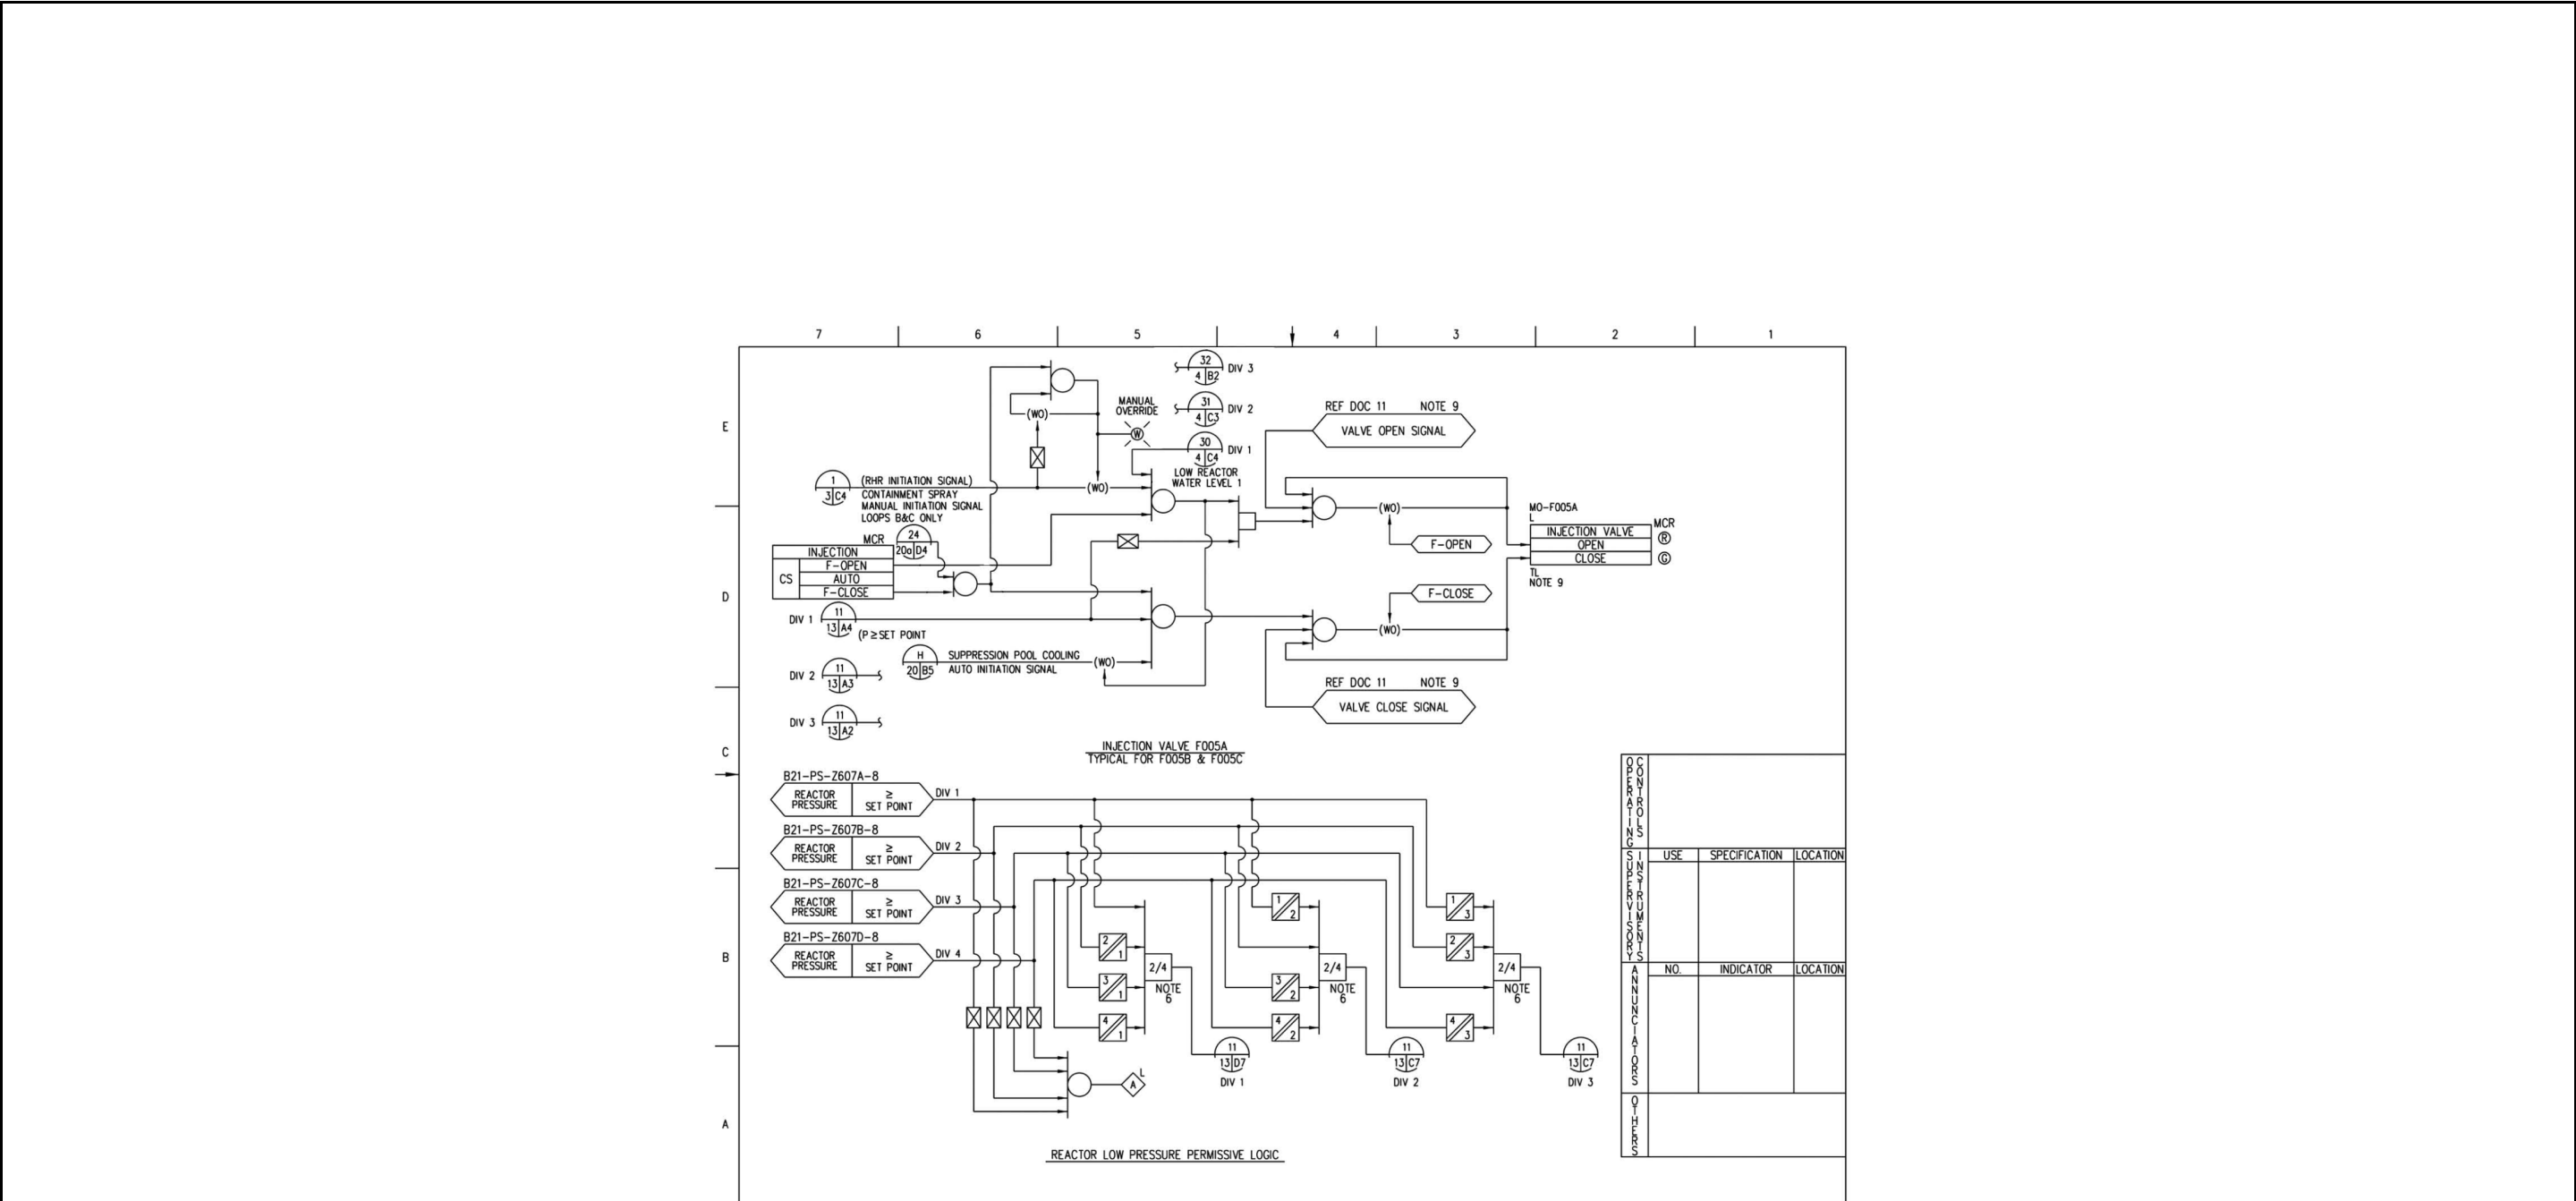 7 6 5 4 3 2 1
E
D
C
B
A
32
4 B2
DIV 3
31
4 C3
DIV 2
30
4 C4
DIV 1
LOW REACTOR
WATER LEVEL 1
MANUAL
OVERRIDE
W
(WO)
(WO)
1
3 C4
(RHR INITIATION SIGNAL)
CONTAINMENT SPRAY
MANUAL INITIATION SIGNAL
LOOPS B&C ONLY
MCR
24
20a D4
INJECTION
CS
F-OPEN
AUTO
F-CLOSE
DIV 1
11
13 A4
(P ≥ SET POINT
H
20 B5
SUPPRESSION POOL COOLING
AUTO INITIATION SIGNAL
(WO)
DIV 2
11
13 A3
DIV 3
11
13 A2
REF DOC 11 NOTE 9
VALVE OPEN SIGNAL
(WO)
F-OPEN
F-CLOSE
(WO)
REF DOC 11 NOTE 9
VALVE CLOSE SIGNAL
MO-F005A
L
MCR
INJECTION VALVE
OPEN
CLOSE
R
G
TL
NOTE 9
INJECTION VALVE F005A
TYPICAL FOR F005B & F005C
B21-PS-Z607A-8
REACTOR
PRESSURE
≥
SET POINT
DIV 1
B21-PS-Z607B-8
REACTOR
PRESSURE
≥
SET POINT
DIV 2
B21-PS-Z607C-8
REACTOR
PRESSURE
≥
SET POINT
DIV 3
B21-PS-Z607D-8
REACTOR
PRESSURE
≥
SET POINT
DIV 4
2 1
3 1
4 1
2/4
NOTE
6
1 2
3 2
4 2
2/4
NOTE
6
1 3
2 3
4 3
2/4
NOTE
6
11
13 D7
DIV 1
11
13 C7
DIV 2
11
13 C7
DIV 3
A
L
REACTOR LOW PRESSURE PERMISSIVE LOGIC
OPERATING
CONTROLS
SUPERVISORY
INSTRUMENTS
USE SPECIFICATION LOCATION
ANNUNCIATORS
NO. INDICATOR LOCATION
OTHERS